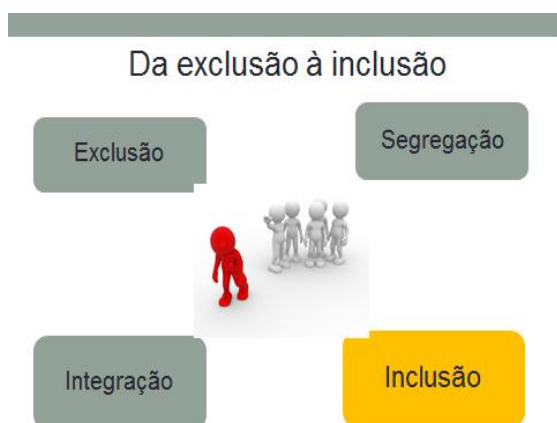 Da exclusão à inclusão
Exclusão
Segregação
Integração
Inclusão